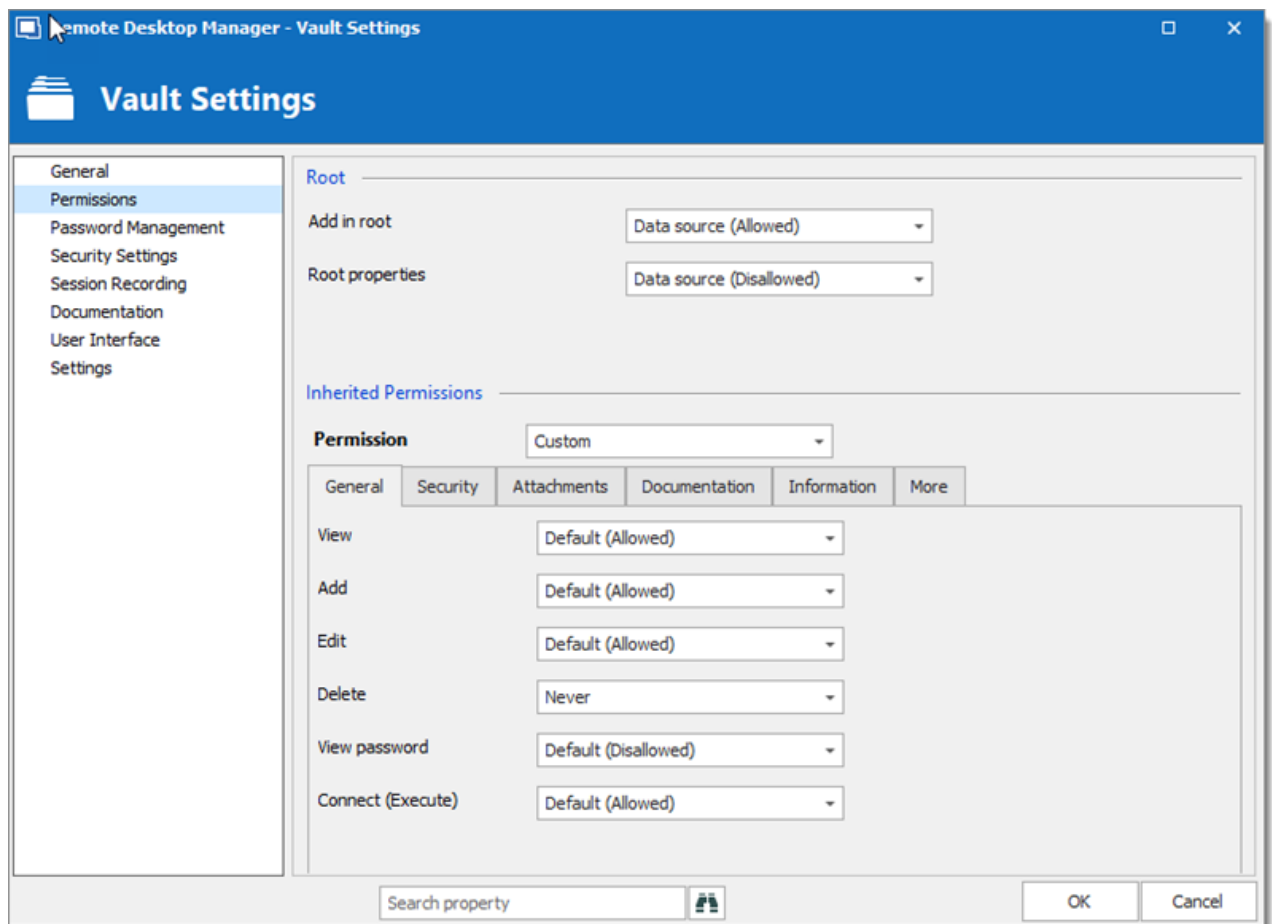 emote Desktop Manager - Vault Settings
Vault Settings
General
Permissions
Password Management
Security Settings
Session Recording
Documentation
User Interface
Settings
Root
Add in root Data source (Allowed)
Root properties Data source (Disallowed)
Inherited Permissions
Permission Custom
General Security Attachments Documentation Information More
View Default (Allowed)
Add Default (Allowed)
Edit Default (Allowed)
Delete Never
View password Default (Disallowed)
Connect (Execute) Default (Allowed)
Search property OK Cancel